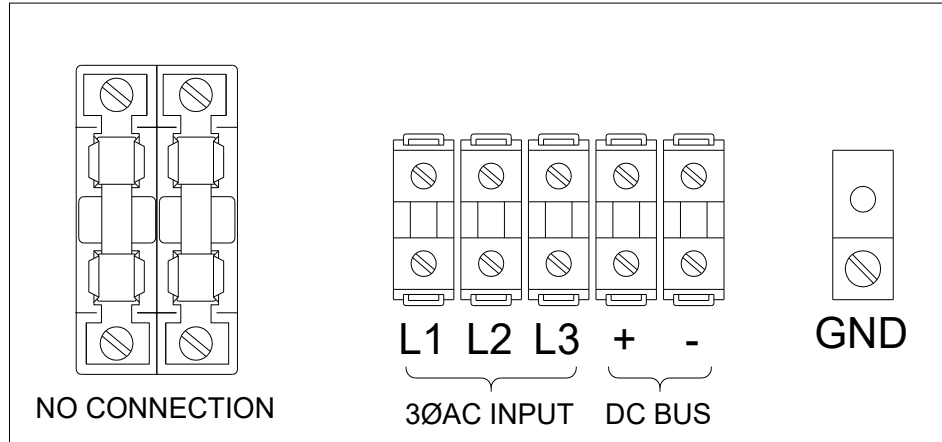 L1 L2 L3 + -
GND
NO CONNECTION
3ØAC INPUT
DC BUS